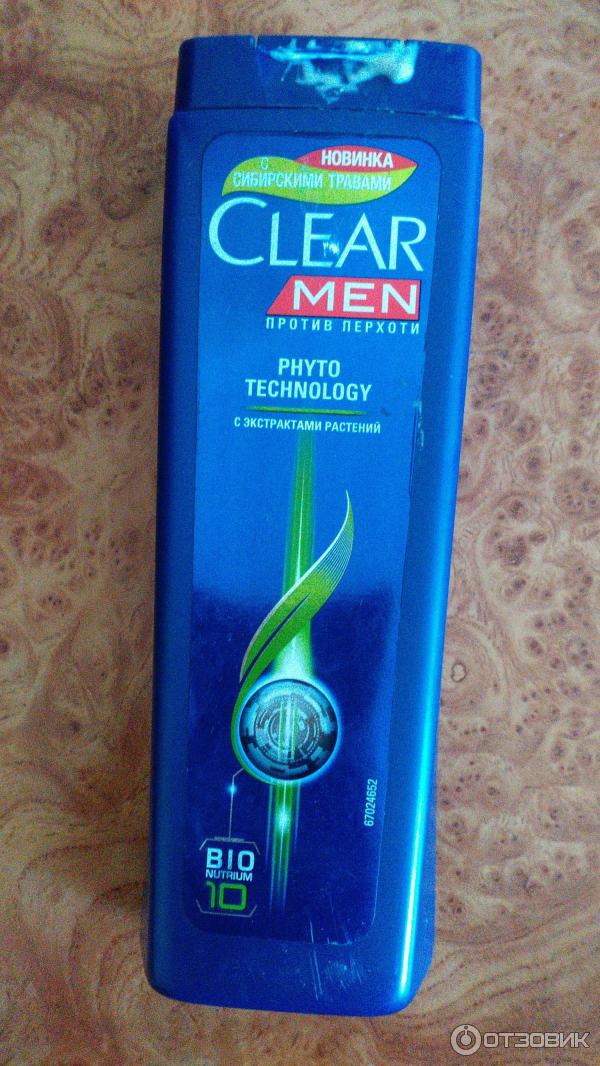 НОВИНКА
С
СИБИРСКИМИ ТРАВАМИ
CLEAR
MEN
ПРОТИВ ПЕРХОТИ
PHYTO
TECHNOLOGY
С ЭКСТРАКТАМИ РАСТЕНИЙ
67024652
BIO
NUTRIUM
10
ОТЗОВИК